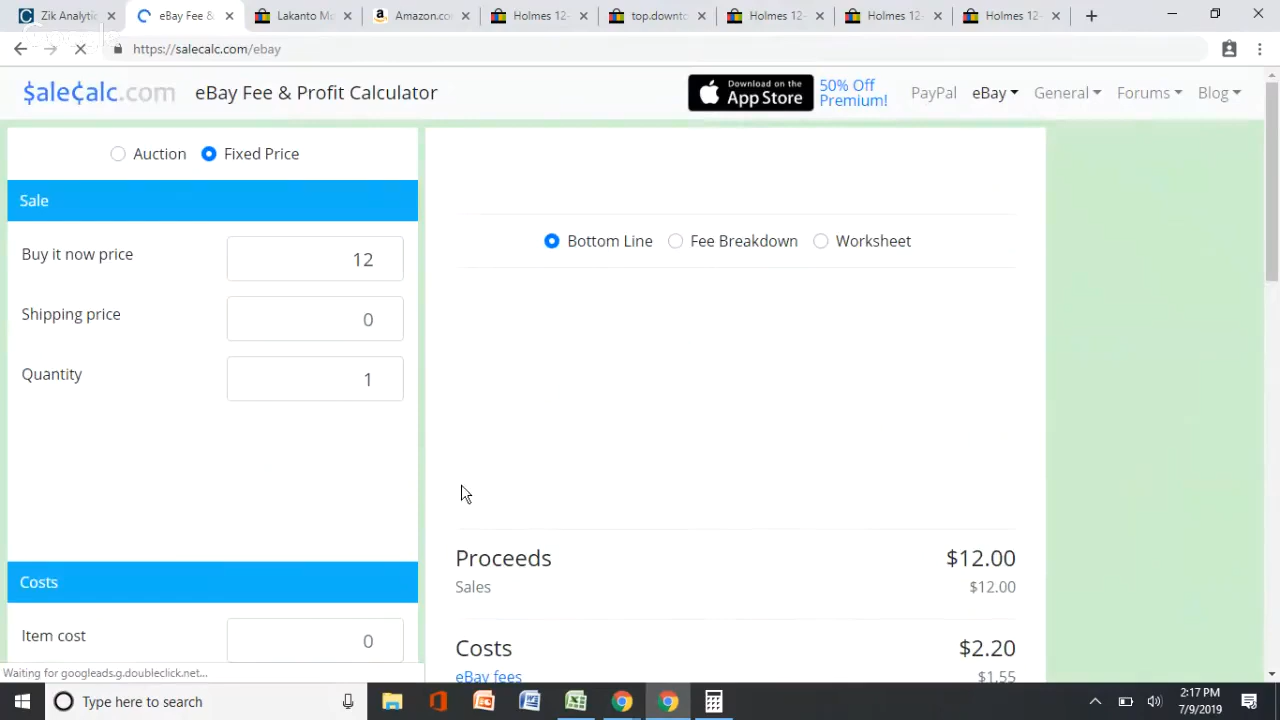 Zik Analytic
eBay Fee &
Lakanto Mu
Amazon.co
Holmes 12-
top.downt
Holmes 12-
Holmes 12-
Holmes 12-
https://salecalc.com/ebay
$aleCalc.com
eBay Fee & Profit Calculator
Download on the
App Store
50% Off
Premium!
PayPal
eBay
General
Forums
Blog
Auction
Fixed Price
Sale
Buy it now price
12
Shipping price
0
Quantity
1
Costs
Item cost
0
Bottom Line
Fee Breakdown
Worksheet
Proceeds
$12.00
Sales
$12.00
Costs
$2.20
eBay fees
$1.55
Waiting for googleads.g.doubleclick.net...
Type here to search
2:17 PM
7/9/2019